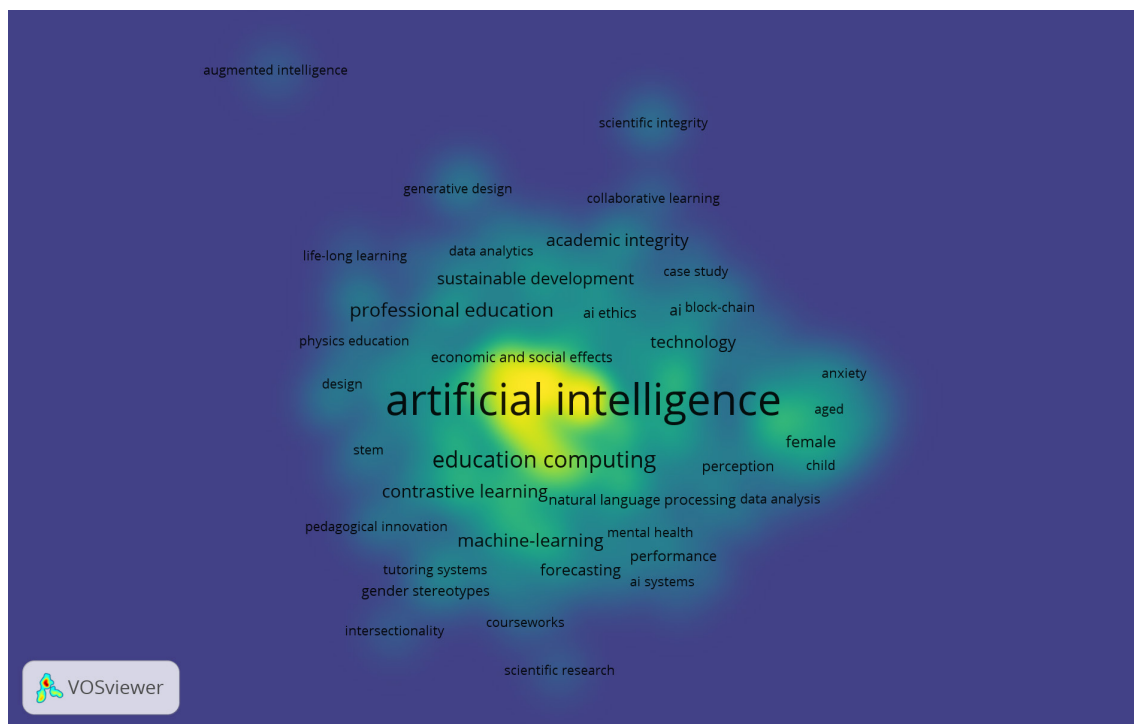 augmented intelligence
scientific integrity
generative design
collaborative learning
academic integrity
data analytics
life-long learning
case study
sustainable development
professional education
ai ethics
ai
block-chain
physics education
technology
economic and social effects
anxiety
design
artificial intelligence
aged
female
stem
education computing
perception
child
contrastive learning
natural language processing
data analysis
pedagogical innovation
mental health
machine-learning
performance
tutoring systems
forecasting
ai systems
gender stereotypes
courseworks
intersectionality
scientific research
VOSviewer